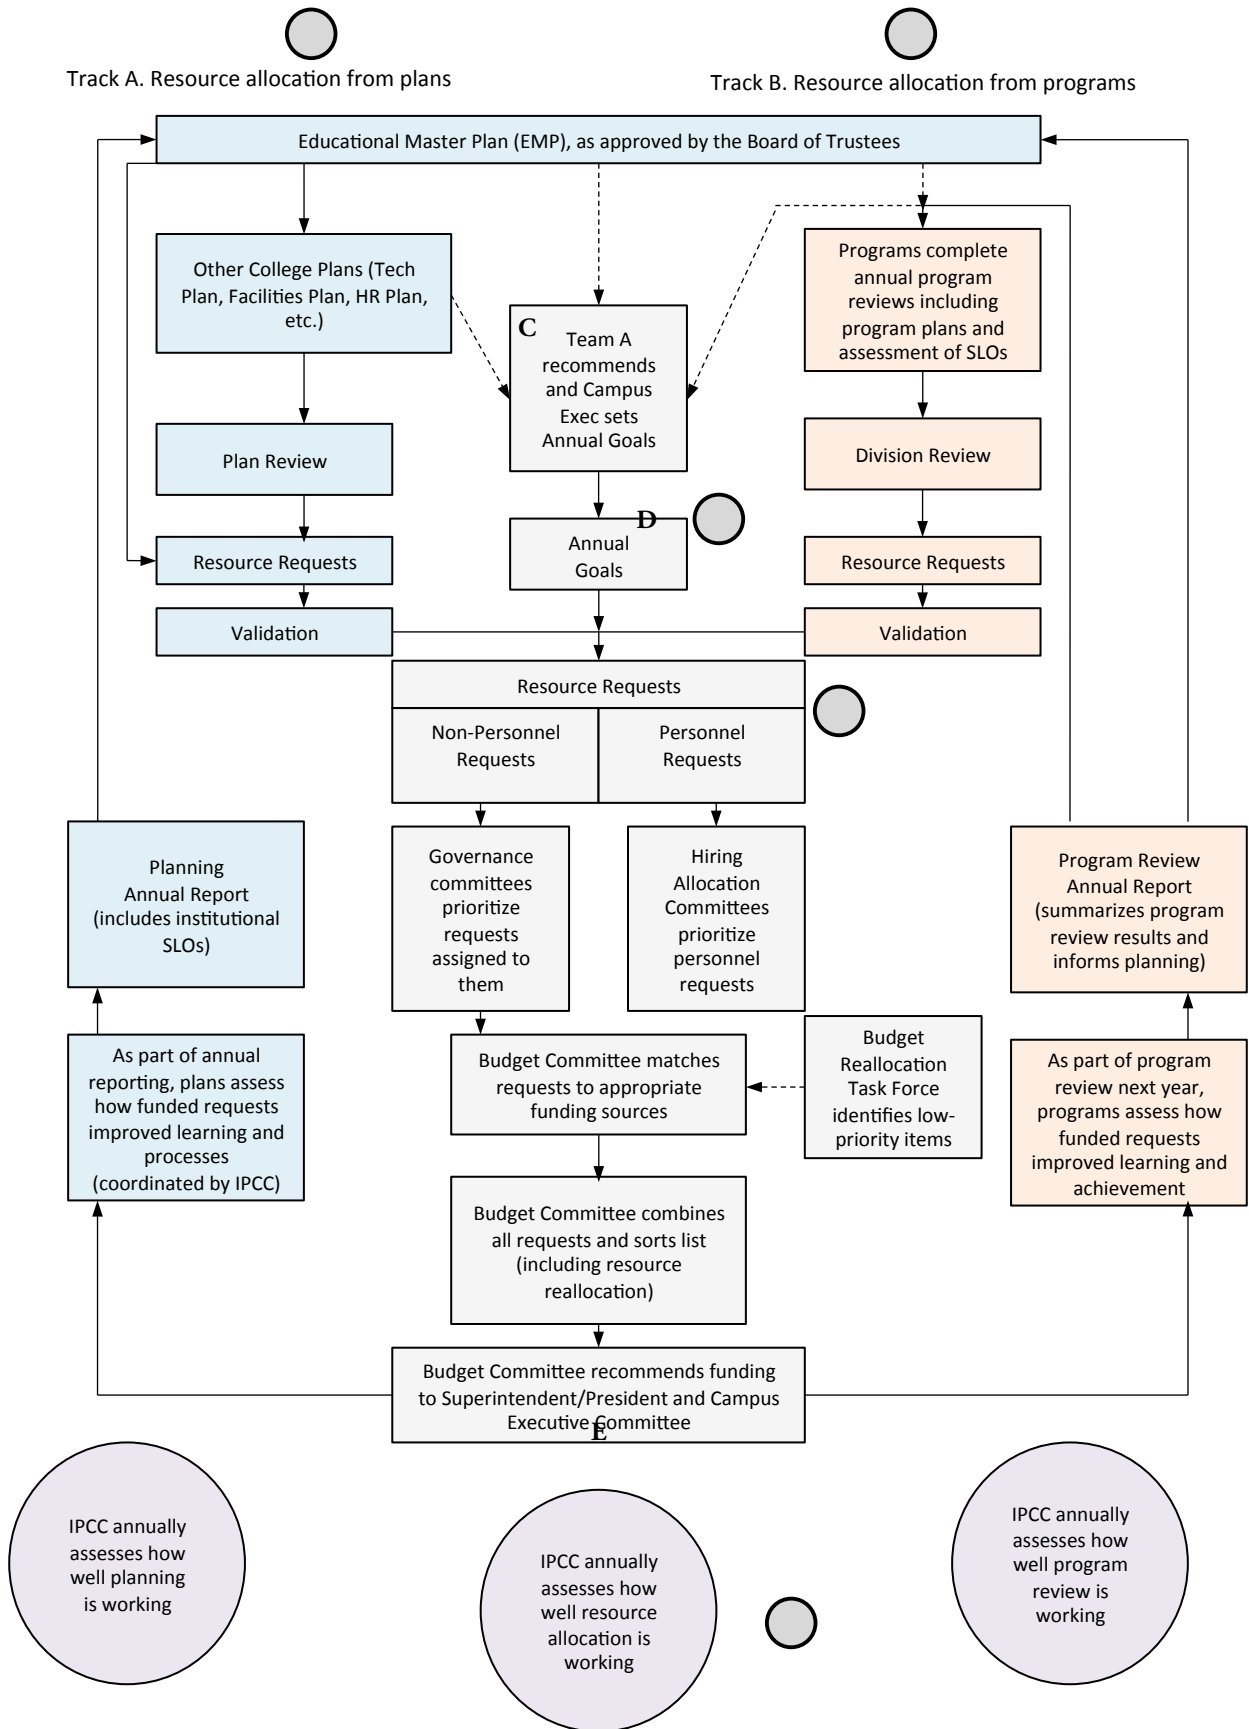 Track A. Resource allocation from plans
Track B. Resource allocation from programs
Educational Master Plan (EMP), as approved by the Board of Trustees
Other College Plans (Tech
Plan, Facilities Plan, HR Plan,
etc.)
Plan Review
Resource Requests
Validation
C
Team A
recommends
and Campus
Exec sets
Annual Goals
D
Annual
Goals
Programs complete
annual program
reviews including
program plans and
assessment of SLOs
Division Review
Resource Requests
Validation
Resource Requests
Non-Personnel
Requests
Personnel
Requests
Planning
Annual Report
(includes institutional
SLOs)
Governance
committees
prioritize
requests
assigned to
them
Hiring
Allocation
Committees
prioritize
personnel
requests
Program Review
Annual Report
(summarizes program
review results and
informs planning)
As part of annual
reporting, plans assess
how funded requests
improved learning and
processes
(coordinated by IPCC)
Budget Committee matches
requests to appropriate
funding sources
Budget
Reallocation
Task Force
identifies low-
priority items
As part of program
review next year,
programs assess how
funded requests
improved learning and
achievement
Budget Committee combines
all requests and sorts list
(including resource
reallocation)
Budget Committee recommends funding
to Superintendent/President and Campus
Executive Committee
E
IPCC annually
assesses how
well planning
is working
IPCC annually
assesses how
well resource
allocation is
working
IPCC annually
assesses how
well program
review is
working